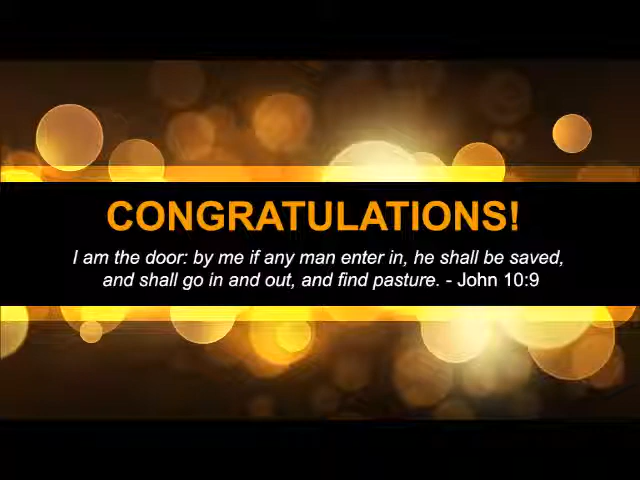 CONGRATULATIONS!
I am the door: by me if any man enter in, he shall be saved,
and shall go in and out, and find pasture. - John 10:9